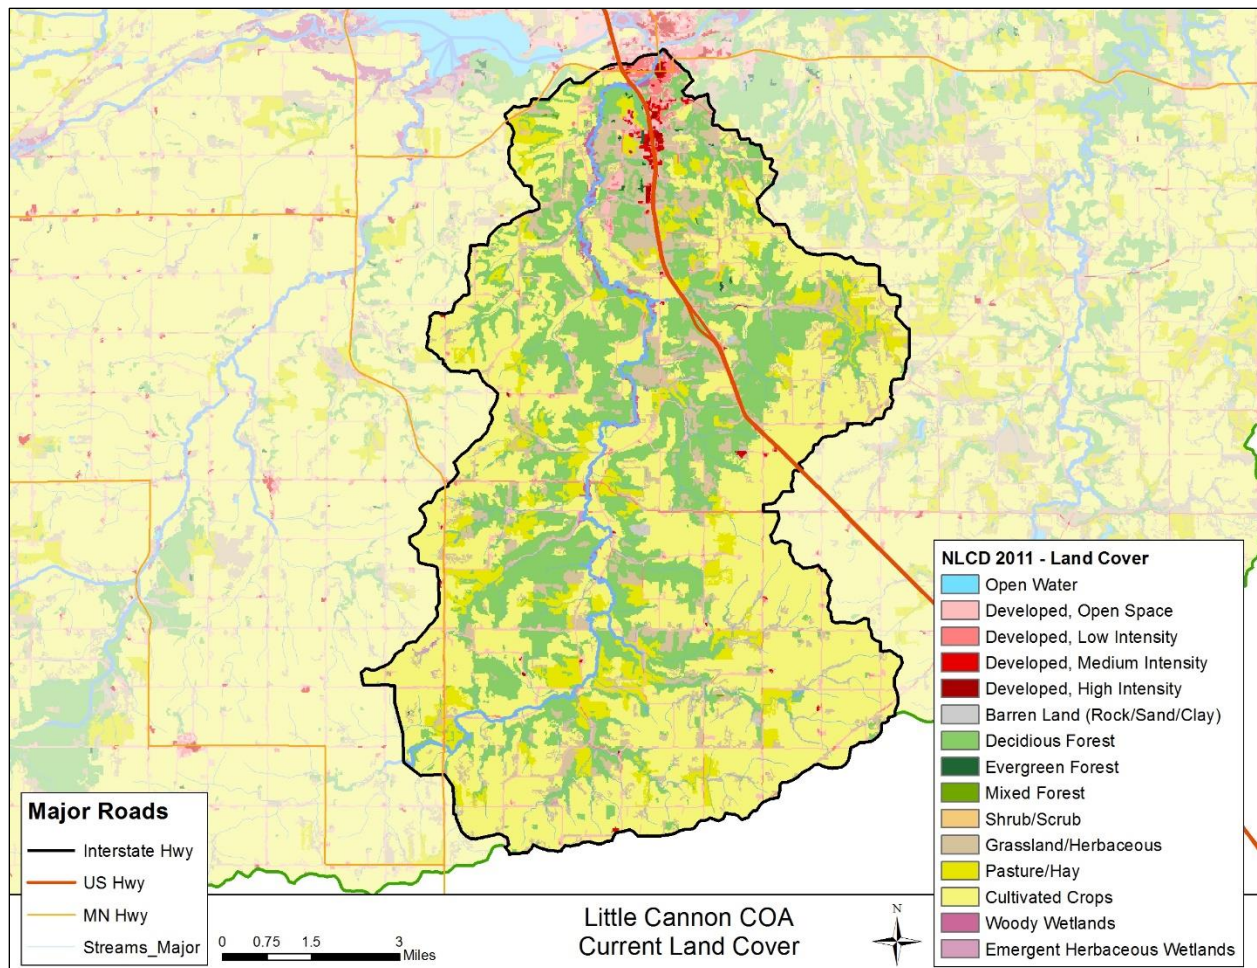 NLCD 2011 - Land Cover
Open Water
Developed, Open Space
Developed, Low Intensity
Developed, Medium Intensity
Developed, High Intensity
Barren Land (Rock/Sand/Clay)
Decidious Forest
Evergreen Forest
Mixed Forest
Shrub/Scrub
Grassland/Herbaceous
Pasture/Hay
Cultivated Crops
Woody Wetlands
Emergent Herbaceous Wetlands
Major Roads
Interstate Hwy
US Hwy
MN Hwy
Streams_Major
0 0.75 1.5 3
Miles
Little Cannon COA
Current Land Cover
N